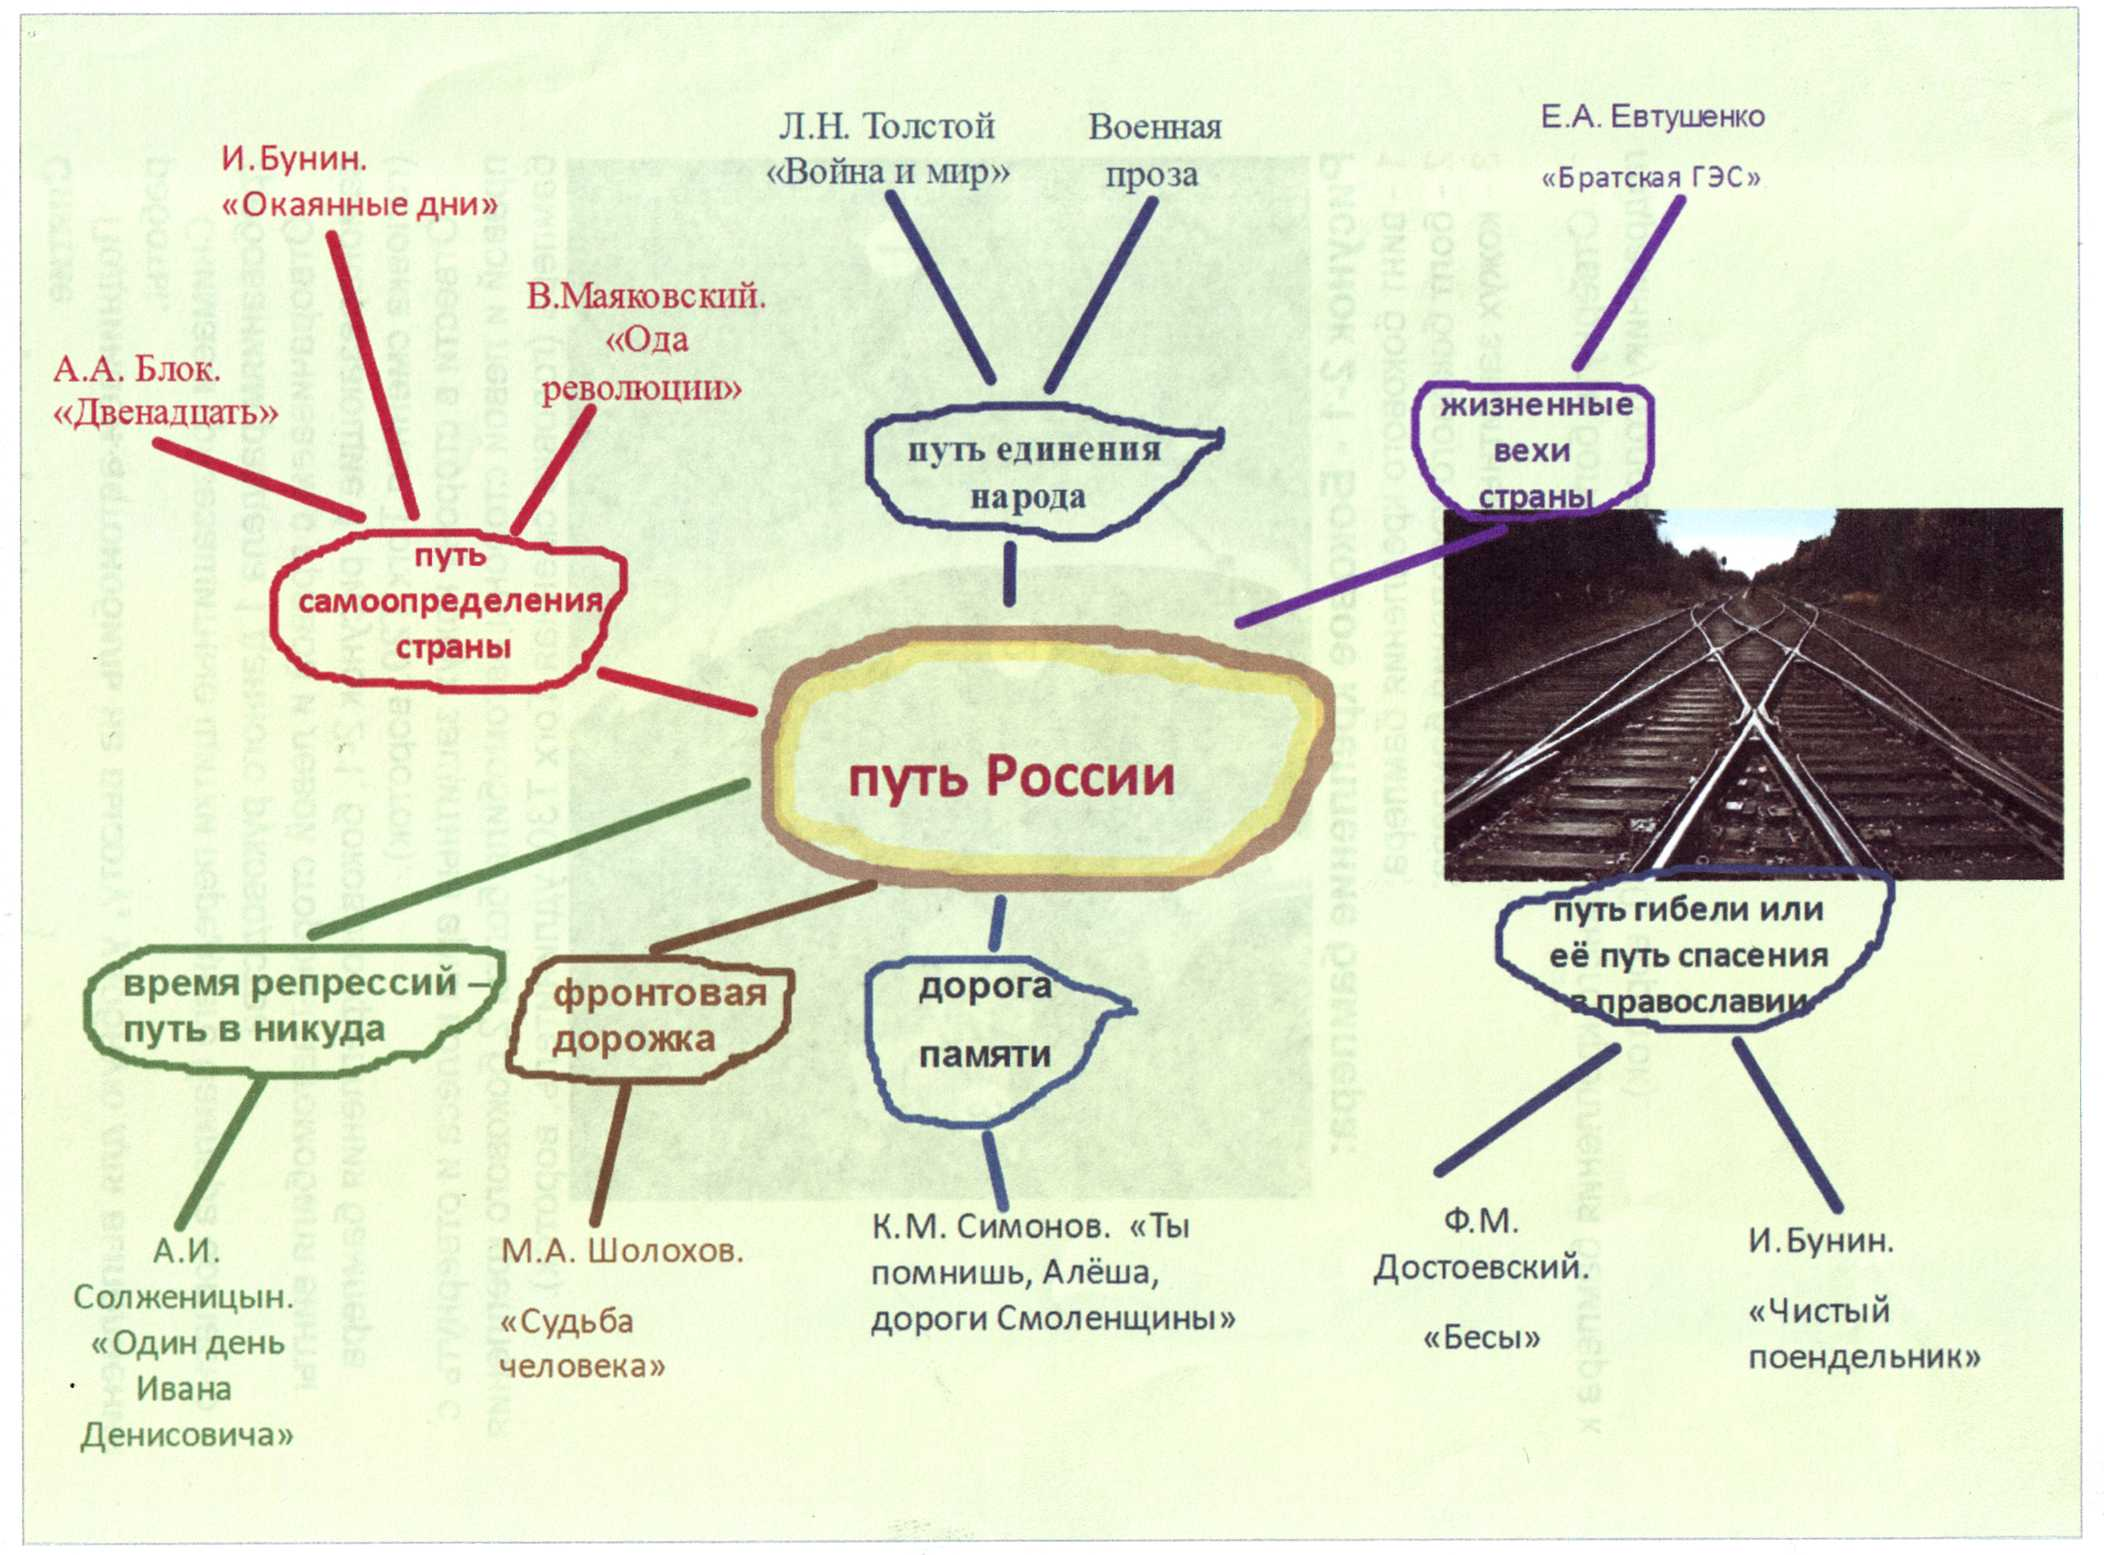 И.Бунин.
«Окаянные дни»
А.А. Блок.
«Двенадцать»
В.Маяковский.
«Ода
революции»
путь
самоопределения
страны
Л.Н. Толстой
«Война и мир»
Военная
проза
путь единения
народа
Е.А. Евтушенко
«Братская ГЭС»
жизненные
вехи
страны
путь России
время репрессий –
путь в никуда
А.И.
Солженицын.
«Один день
Ивана
Денисовича»
фронтовая
дорожка
М.А. Шолохов.
«Судьба
человека»
дорога
памяти
К.М. Симонов. «Ты
помнишь, Алёша,
дороги Смоленщины»
путь гибели или
её путь спасения
в православии
Ф.М.
Достоевский.
«Бесы»
И.Бунин.
«Чистый
поендельник»